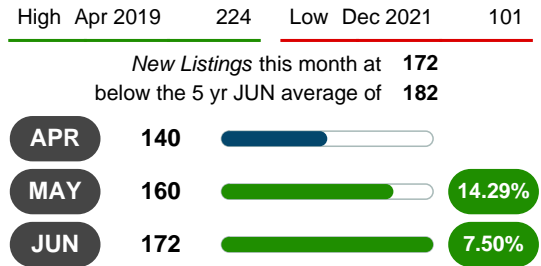 High Apr 2019 224 Low Dec 2021 101
New Listings this month at 172
below the 5 yr JUN average of 182
APR 140
MAY 160 14.29%
JUN 172 7.50%